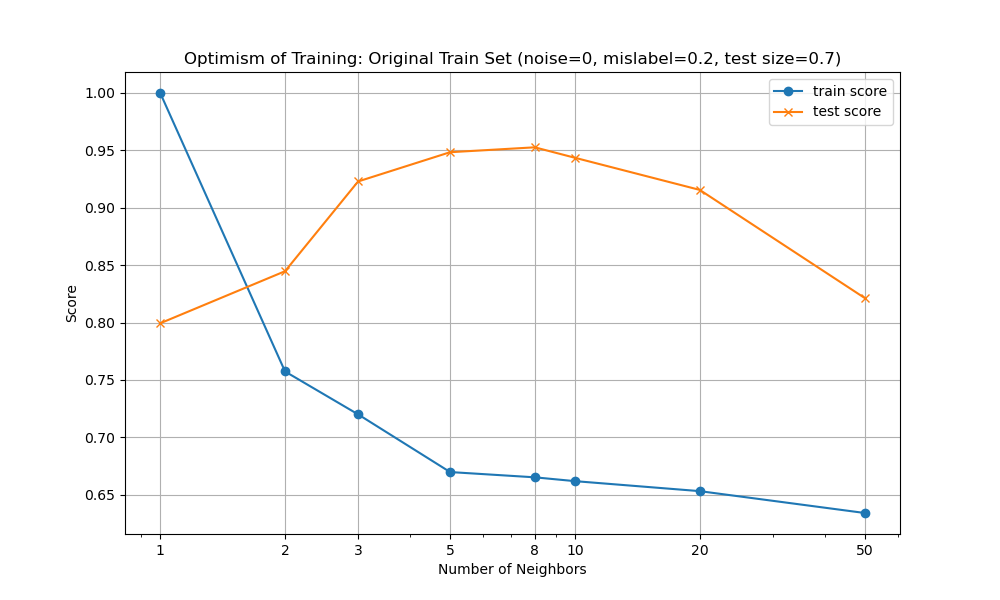 Optimism of Training: Original Train Set (noise=0, mislabel=0.2, test size=0.7)
train score
test score
1.00
0.95
0.90
0.85
0.80
0.75
0.70
0.65
Score
1 2 3 5 8 10 20 50
Number of Neighbors